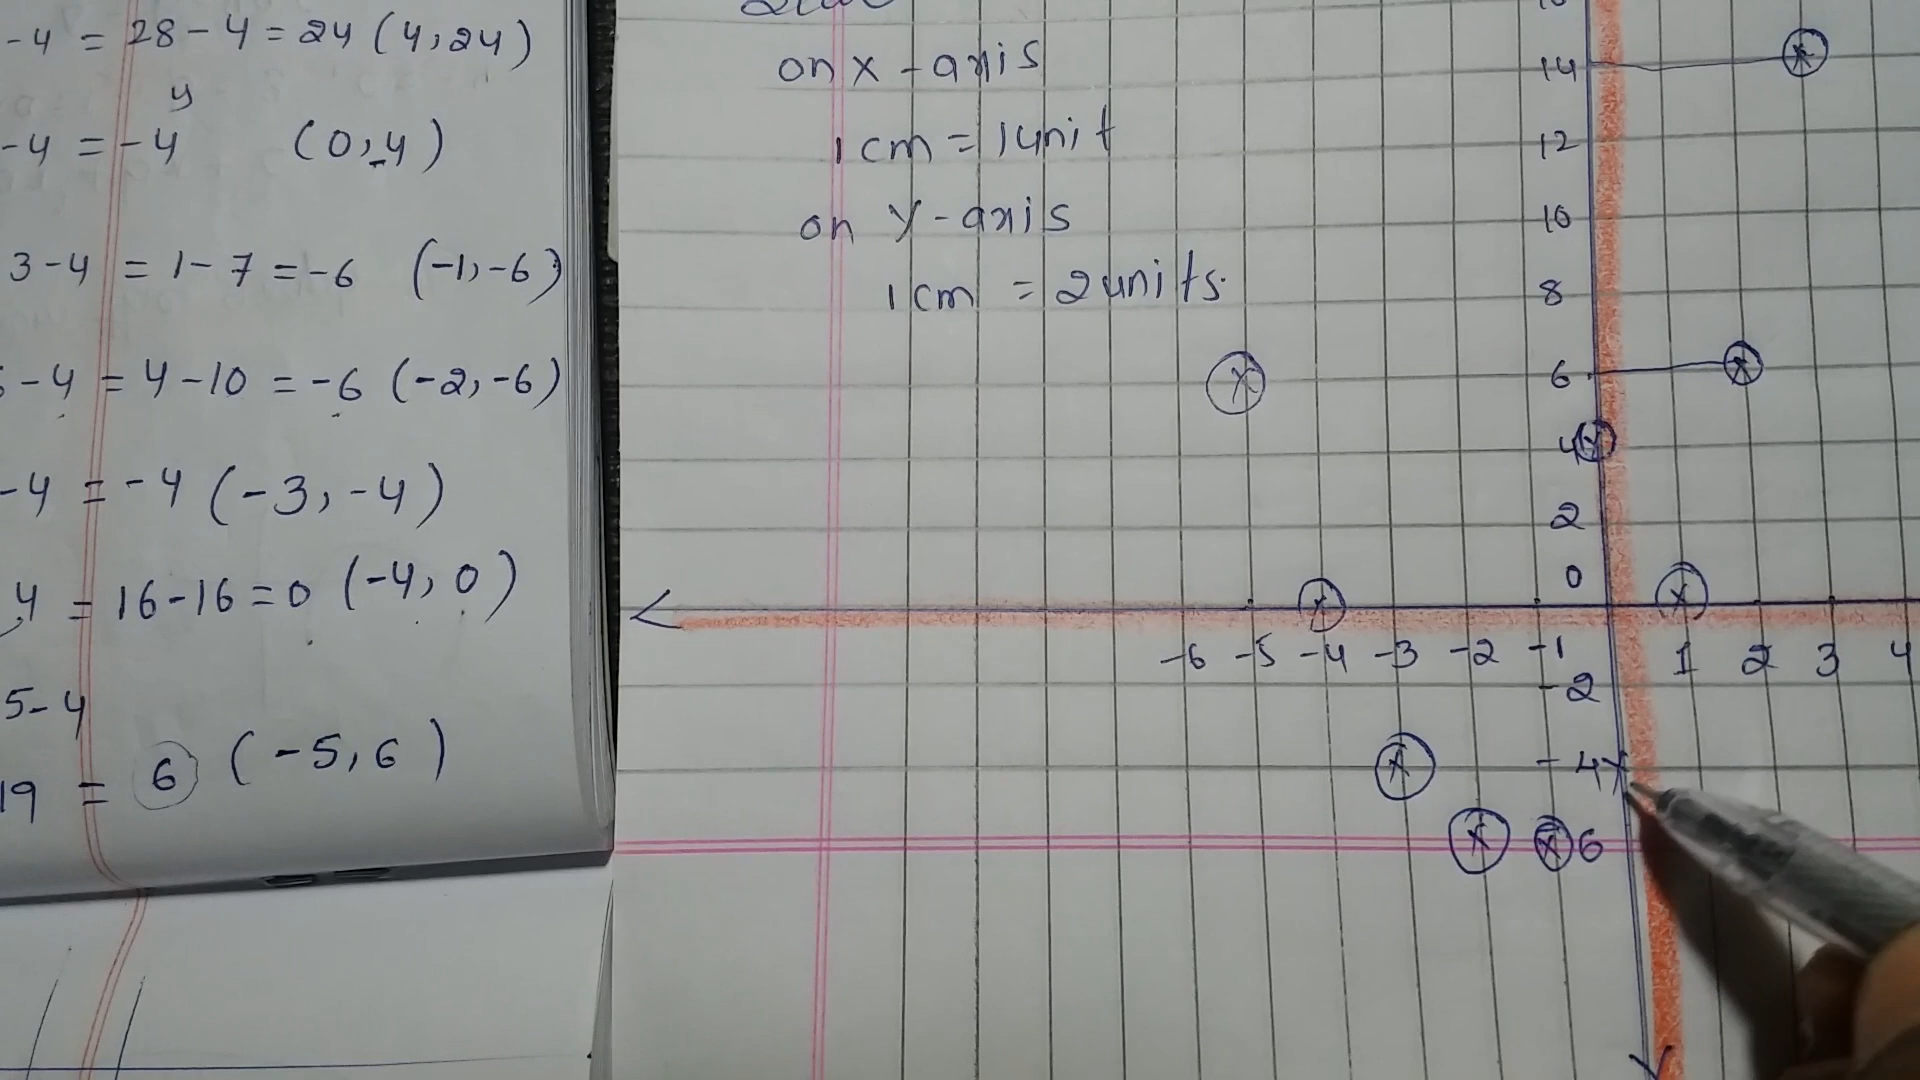 -4 = 28-4 = 24 (4,24)
y
-4 = -4 (0,-4)
3-4 = 1-7 = -6 (-1,-6)
-4 = 4-10 = -6 (-2,-6)
-4 = -4 (-3,-4)
4 = 16-16 = 0 (-4,0)
5-4
19 = 6 (-5,6)
on x-axis
1cm = 1unit
on y-axis
1cm = 2units.
14
12
10
8
6
4
2
0
-6 -5 -4 -3 -2 -1 1 2 3 4
-2
-4
6